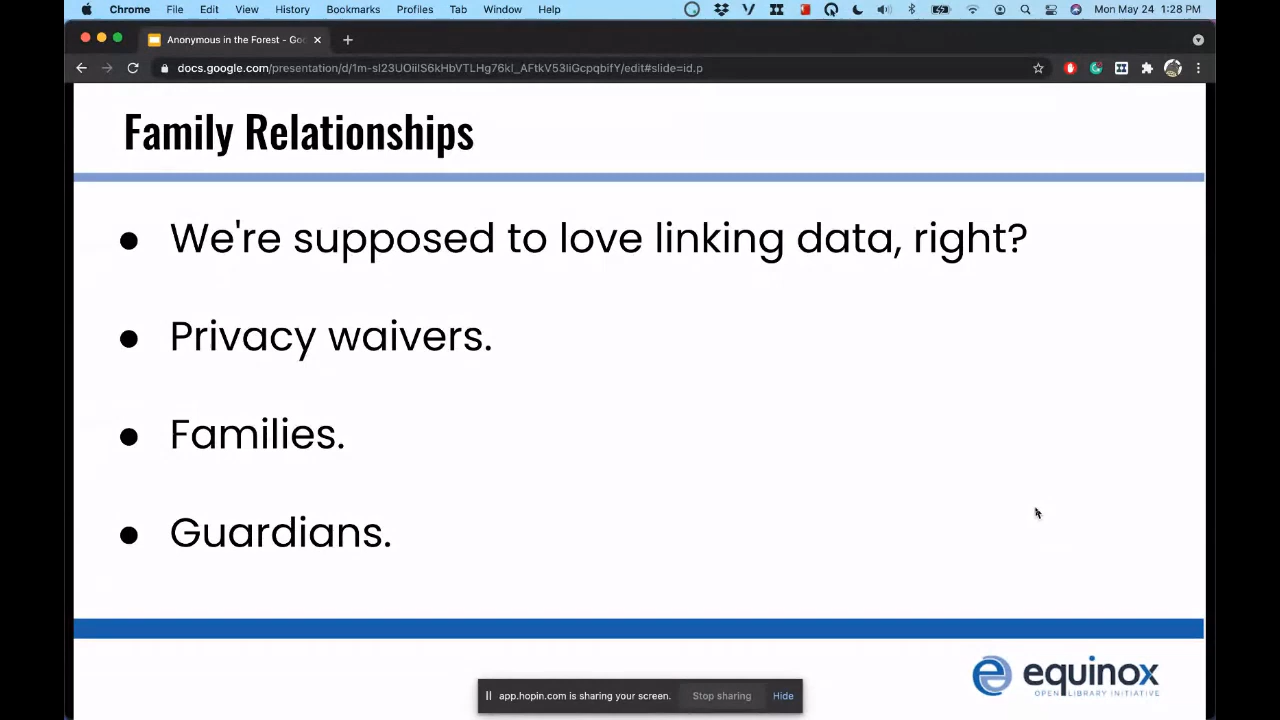 Chrome File Edit View History Bookmarks Profiles Tab Window Help Mon May 24 1:28 PM
Anonymous in the Forest - Goo
docs.google.com/presentation/d/1m-sI23UOiiIS6kHbVTLHg76kI_AFtkV53IiGcpqbifY/edit#slide=id.p
Family Relationships
● We're supposed to love linking data, right?
● Privacy waivers.
● Families.
● Guardians.
equinox
OPEN LIBRARY INITIATIVE
app.hopin.com is sharing your screen. Stop sharing Hide